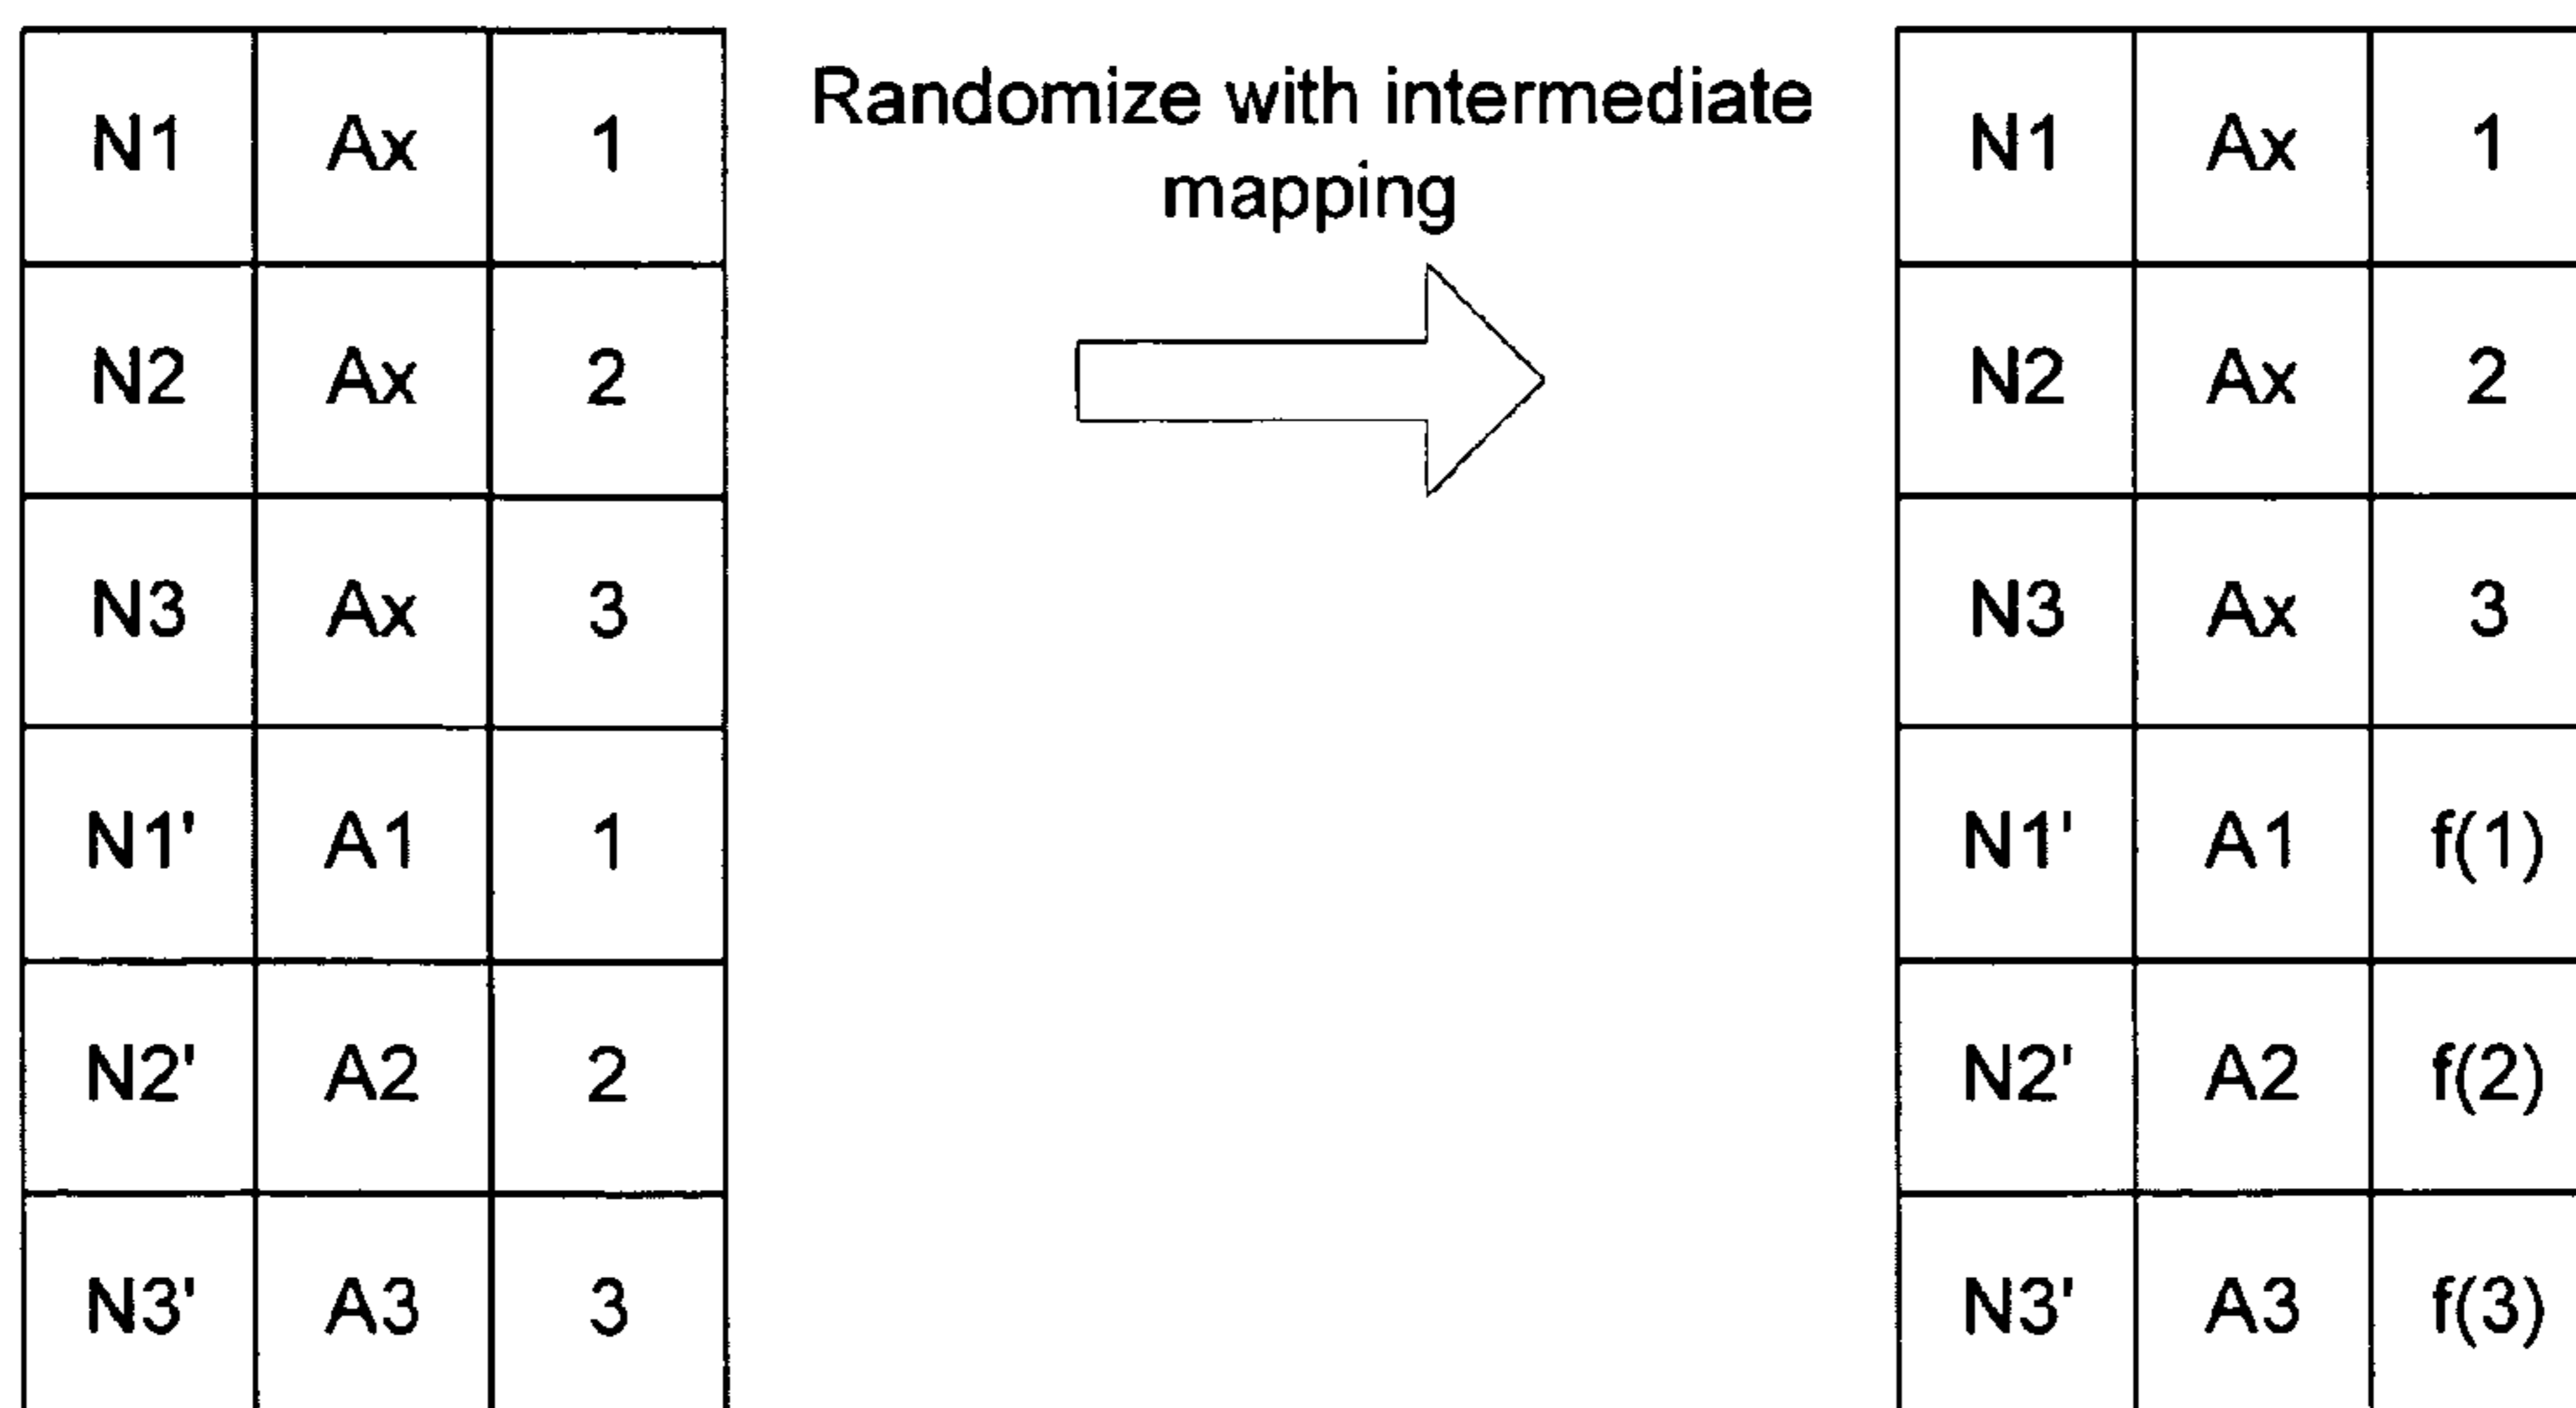 N1 Ax 1
N2 Ax 2
N3 Ax 3
N1' A1 1
N2' A2 2
N3' A3 3
Randomize with intermediate
mapping
N1 Ax 1
N2 Ax 2
N3 Ax 3
N1' A1 f(1)
N2' A2 f(2)
N3' A3 f(3)